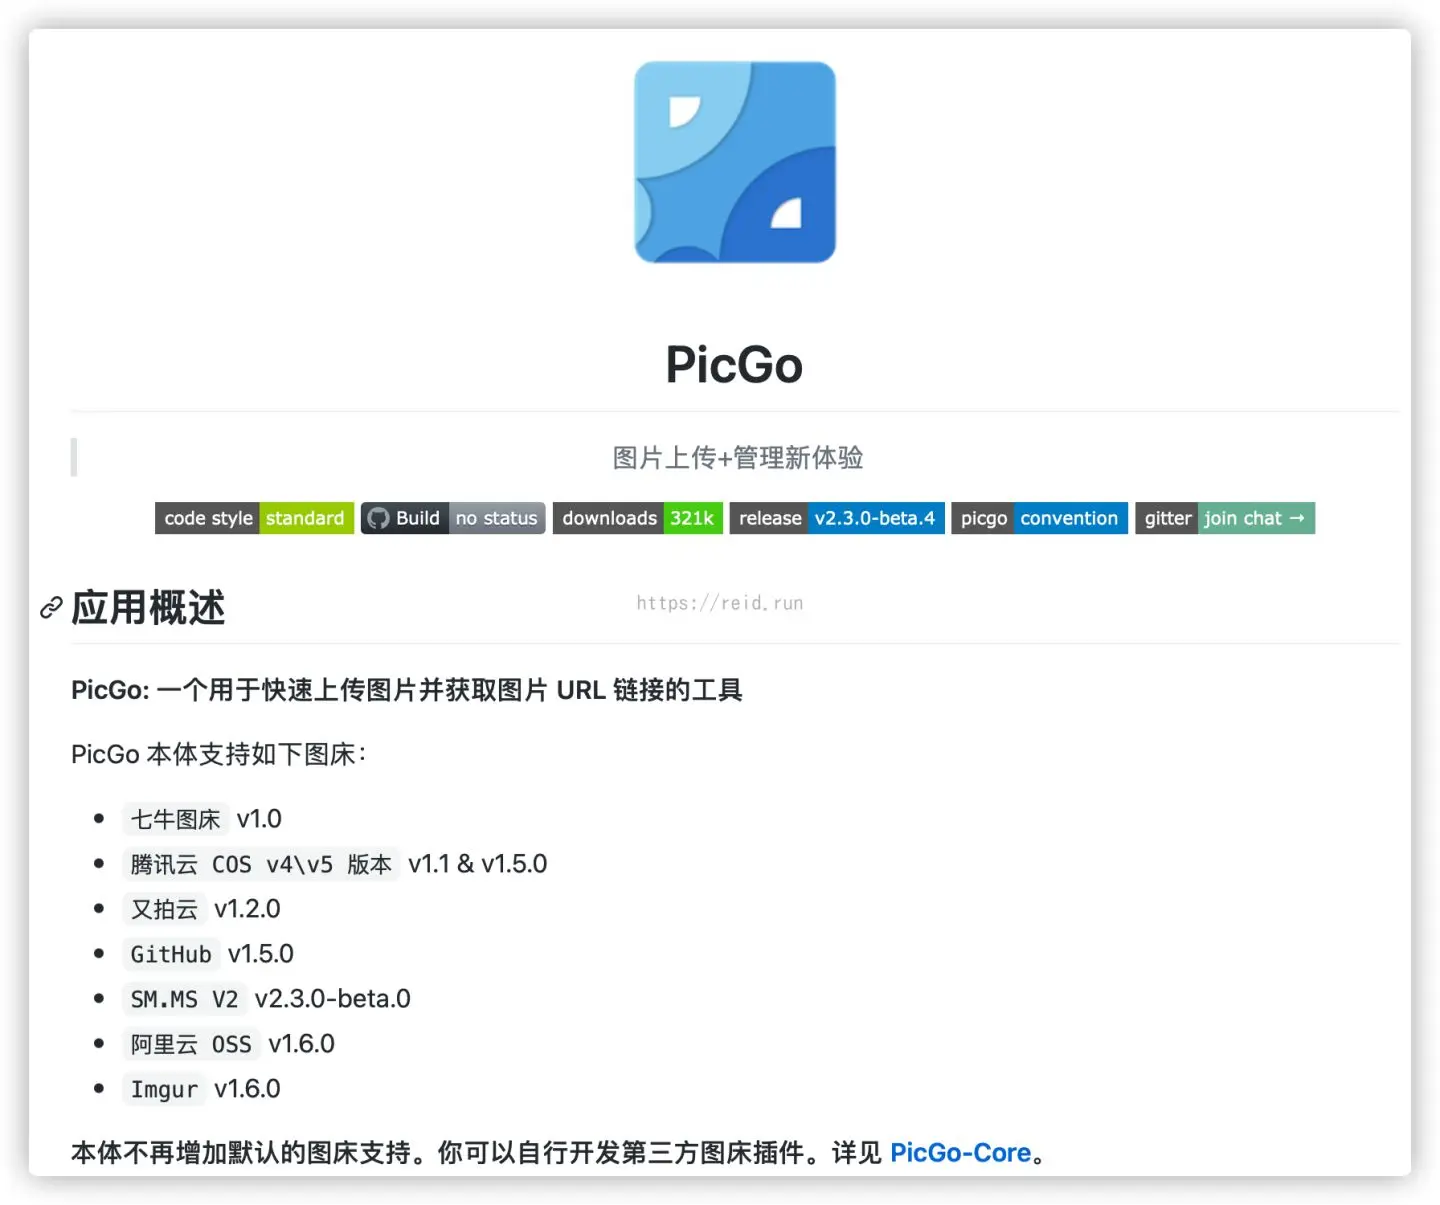 PicGo
图片上传+管理新体验
code style standard Build no status downloads 321k release v2.3.0-beta.4 picgo convention gitter join chat →
应用概述
https://reid.run
PicGo: 一个用于快速上传图片并获取图片 URL 链接的工具
PicGo 本体支持如下图床：
七牛图床 v1.0
腾讯云 COS v4\v5 版本 v1.1 & v1.5.0
又拍云 v1.2.0
GitHub v1.5.0
SM.MS V2 v2.3.0-beta.0
阿里云 OSS v1.6.0
Imgur v1.6.0
本体不再增加默认的图床支持。你可以自行开发第三方图床插件。详见 PicGo-Core。